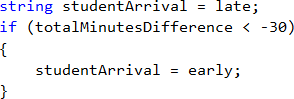 string studentArrival = late;
if (totalMinutesDifference < -30)
{
    studentArrival = early;
}